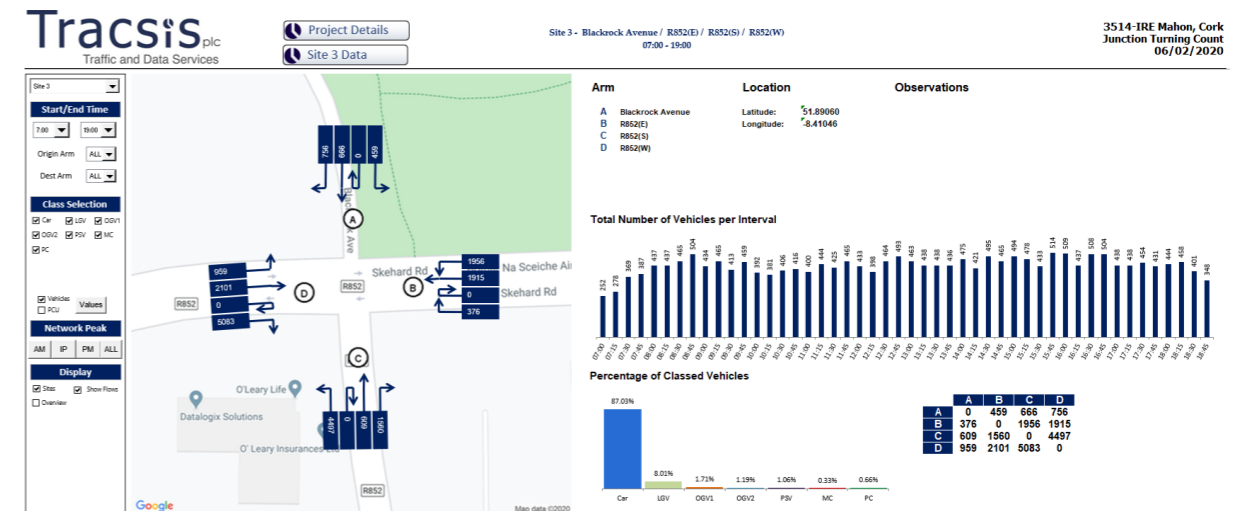 Tracsis plc
Traffic and Data Services
Project Details
Site 3 Data
Site 3 - Blackrock Avenue / R852(E) / R852(S) / R852(W)
07:00 - 19:00
3514-IRE Mahon, Cork
Junction Turning Count
06/02/2020
Site 3
Start/End Time
7:00 19:00
Origin Arm ALL
Dest Arm ALL
Class Selection
Car LGV OGV1
OGV2 PSV MC
PC
Vehicles
PCU
Values
Network Peak
AM IP PM ALL
Display
Sites Show Flows
Overview
756 666 0 459
A
Ave
959
2101
0
5083
D
R852
Skehard Rd
R852
B
1956
1915
0
376
Na Sceiche Air
Skehard Rd
C
4497 0 609 1560
O'Leary Life
Datalogix Solutions
O' Leary Insurances Ltd
R852
Google
Map data ©2020
Arm Location Observations
A Blackrock Avenue Latitude: 51.89060
B R852(E) Longitude: -8.41046
C R852(S)
D R852(W)
Total Number of Vehicles per Interval
252 278 369 387 437 437 465 504 434 465 413 459 392 381 406 416 400 444 425 465 433 398 464 493 463 438 438 436 475 421 495 465 494 478 433 514 509 437 508 504 438 438 454 431 444 458 401 348
07:00 07:15 07:30 07:45 08:00 08:15 08:30 08:45 09:00 09:15 09:30 09:45 10:00 10:15 10:30 10:45 11:00 11:15 11:30 11:45 12:00 12:15 12:30 12:45 13:00 13:15 13:30 13:45 14:00 14:15 14:30 14:45 15:00 15:15 15:30 15:45 16:00 16:15 16:30 16:45 17:00 17:15 17:30 17:45 18:00 18:15 18:30 18:45
Percentage of Classed Vehicles
87.03% 8.01% 1.71% 1.19% 1.06% 0.33% 0.66%
Car LGV OGV1 OGV2 PSV MC PC
A B C D
A 0 459 666 756
B 376 0 1956 1915
C 609 1560 0 4497
D 959 2101 5083 0